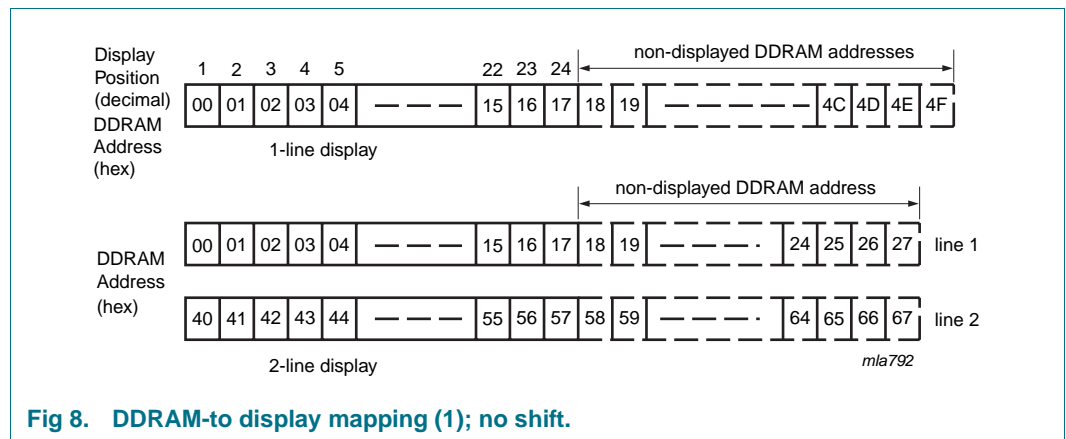 Display Position (decimal)
1 2 3 4 5 22 23 24 non-displayed DDRAM addresses
DDRAM Address (hex)
00 01 02 03 04 15 16 17 18 19 4C 4D 4E 4F
1-line display
non-displayed DDRAM address
DDRAM Address (hex)
00 01 02 03 04 15 16 17 18 19 24 25 26 27 line 1
40 41 42 43 44 55 56 57 58 59 64 65 66 67 line 2
2-line display
mla792
Fig 8. DDRAM-to display mapping (1); no shift.